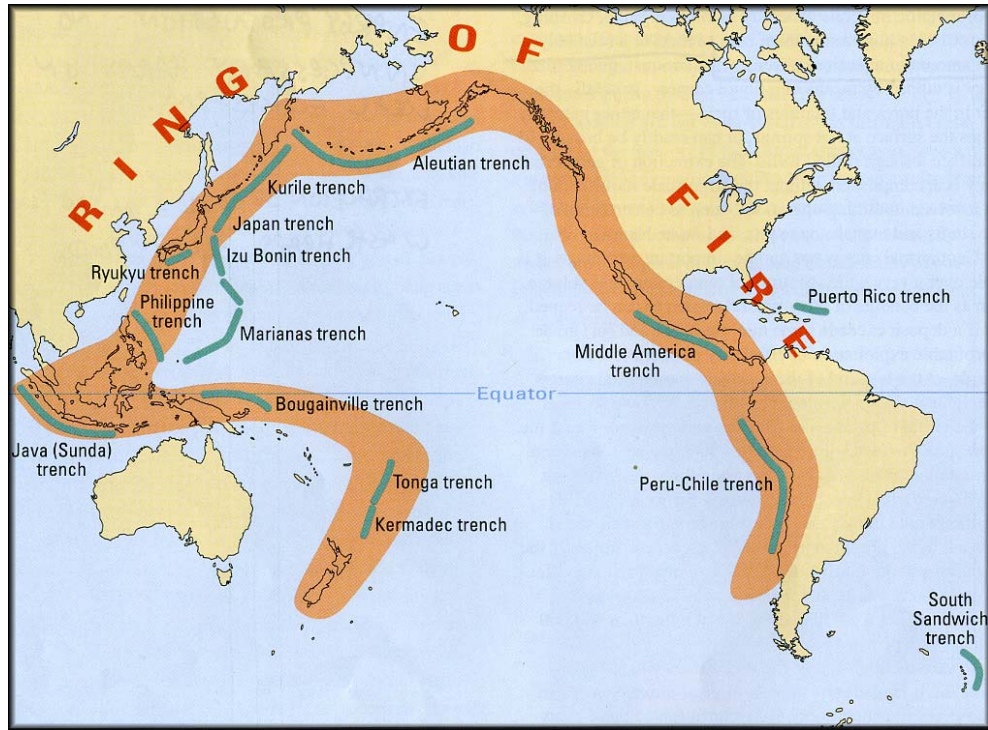 RING OF FIRE
Aleutian trench
Kurile trench
Japan trench
Izu Bonin trench
Ryukyu trench
Philippine
trench
Marianas trench
Puerto Rico trench
Middle America
trench
Equator
Bougainville trench
Java (Sunda)
trench
Tonga trench
Peru-Chile trench
Kermadec trench
South
Sandwich
trench